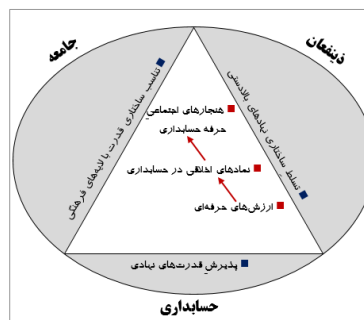 جامعه
ذینفعان
تناسب ساختاری قدرت با لایه‌های فرهنگی
تسلط ساختاری نهادهای بالادستی
هنجارهای اجتماعی
حرفه حسابداری
نمادهای اخلاقی در حسابداری
ارزش‌های حرفه‌ای
پذیرش قدرت‌های نهادی
حسابداری